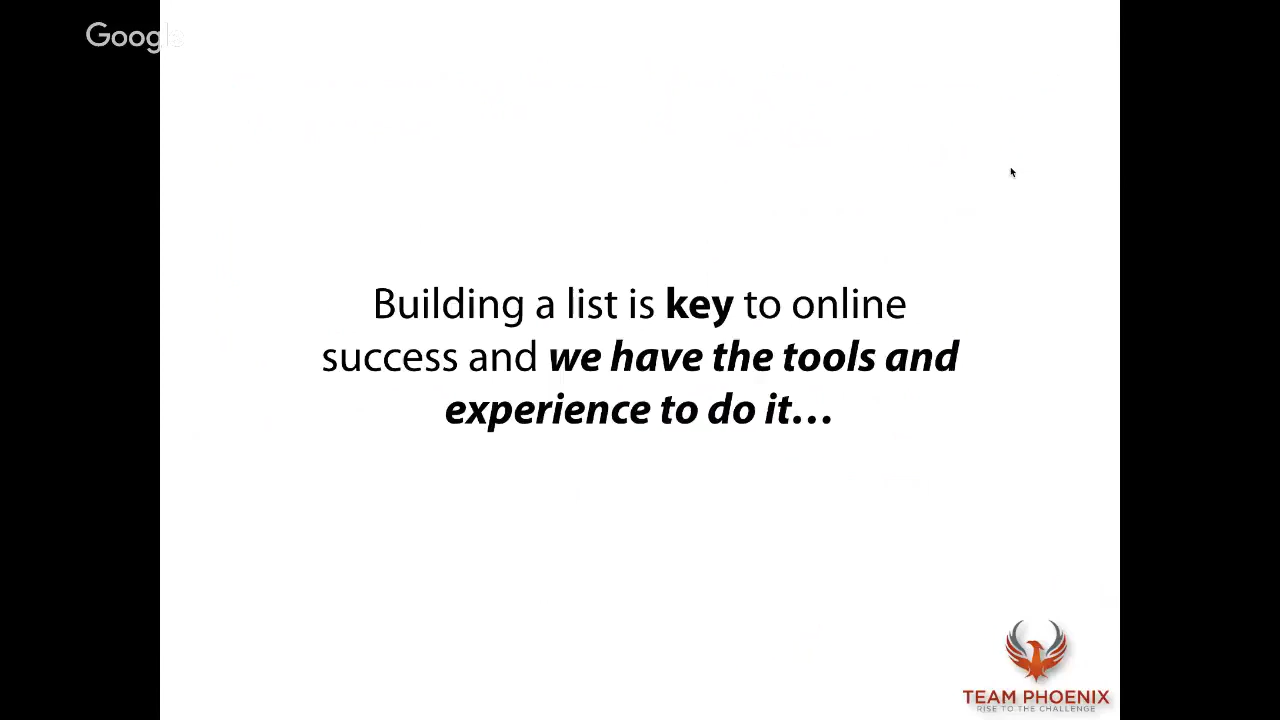 Google
Building a list is key to online
success and we have the tools and
experience to do it...
TEAM PHOENIX
RISE TO THE CHALLENGE